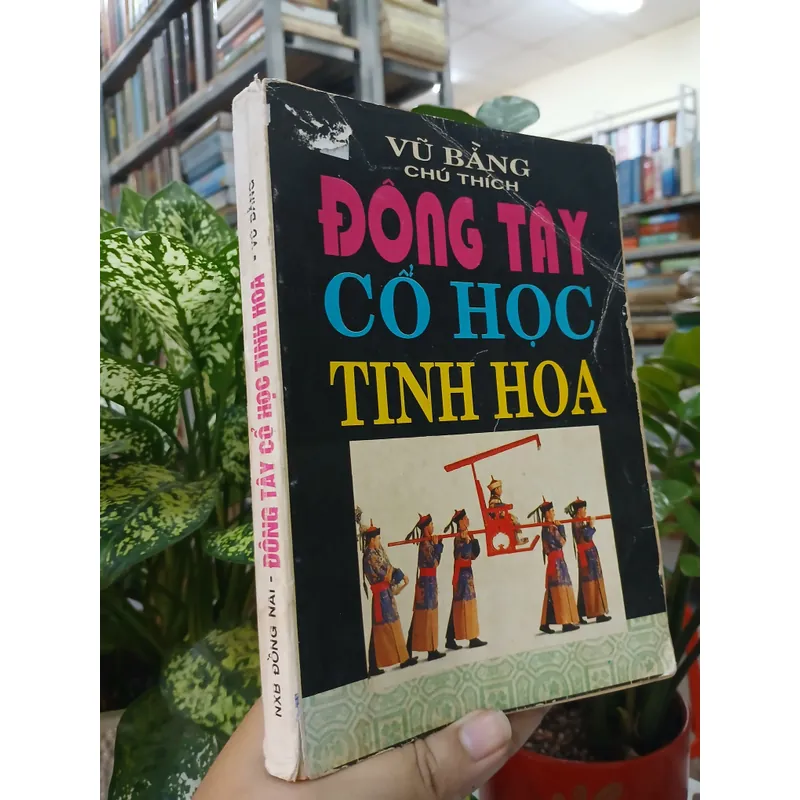 VŨ BẰNG
CHÚ THÍCH
ĐÔNG TÂY
CỔ HỌC
TINH HOA
NXB ĐỒNG NAI - ĐÔNG TÂY CỔ HỌC TINH HOA - VŨ BẰNG